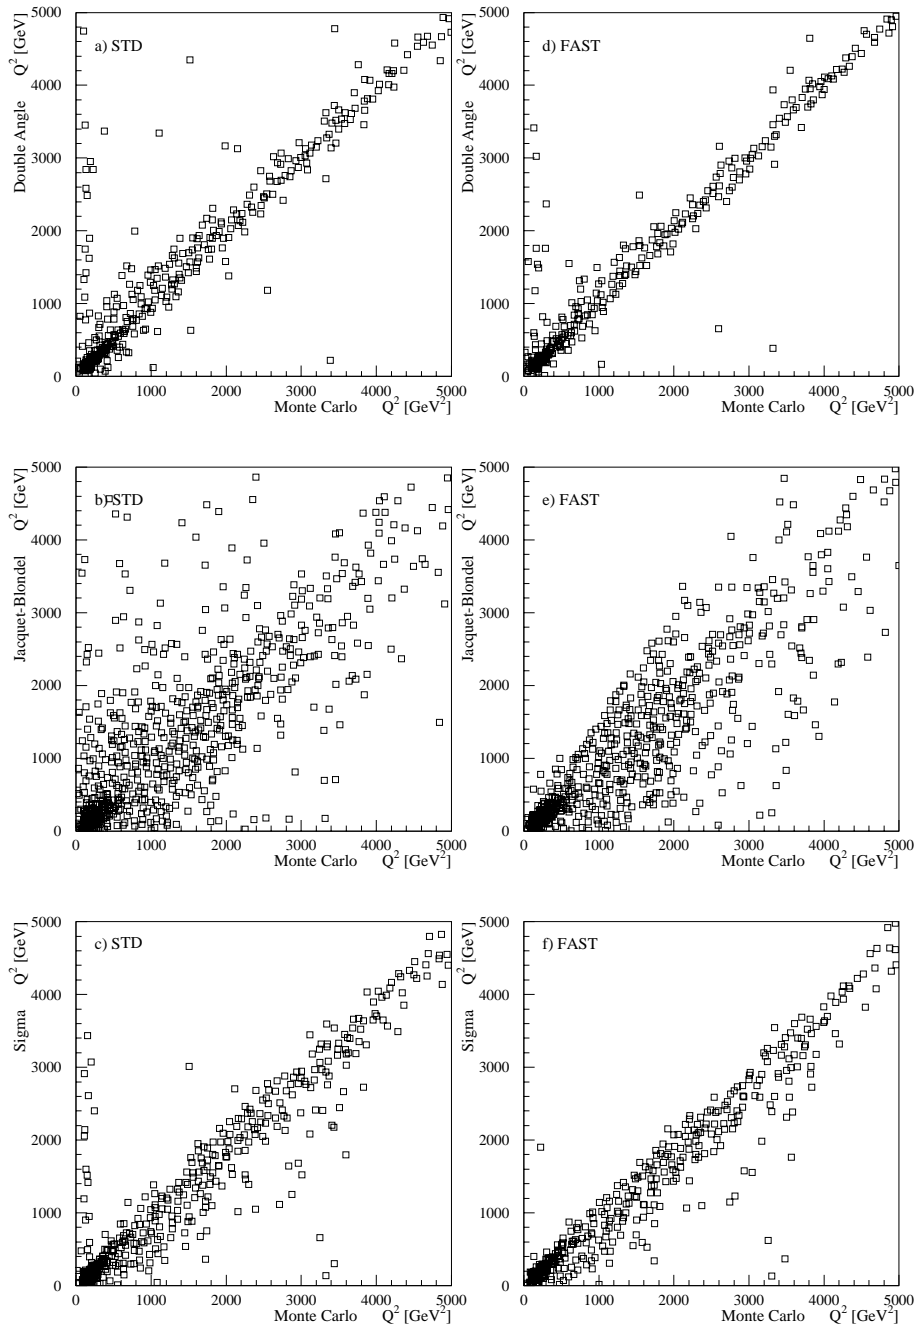 a) STD
Double Angle Q² [GeV]
5000
4000
3000
2000
1000
0
0 1000 2000 3000 4000 5000
Monte Carlo Q² [GeV²]
d) FAST
Double Angle Q² [GeV]
5000
4000
3000
2000
1000
0
0 1000 2000 3000 4000 5000
Monte Carlo Q² [GeV²]
b) STD
Jacquet-Blondel Q² [GeV]
5000
4000
3000
2000
1000
0
0 1000 2000 3000 4000 5000
Monte Carlo Q² [GeV²]
e) FAST
Jacquet-Blondel Q² [GeV]
5000
4000
3000
2000
1000
0
0 1000 2000 3000 4000 5000
Monte Carlo Q² [GeV²]
c) STD
Sigma Q² [GeV]
5000
4000
3000
2000
1000
0
0 1000 2000 3000 4000 5000
Monte Carlo Q² [GeV²]
f) FAST
Sigma Q² [GeV]
5000
4000
3000
2000
1000
0
0 1000 2000 3000 4000 5000
Monte Carlo Q² [GeV²]